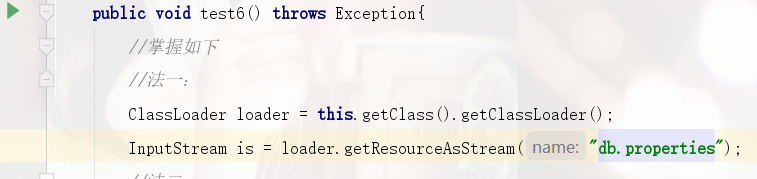 public void test6() throws Exception{
//掌握如下
//法一:
ClassLoader loader = this.getClass().getClassLoader();
InputStream is = loader.getResourceAsStream( name: "db.properties");